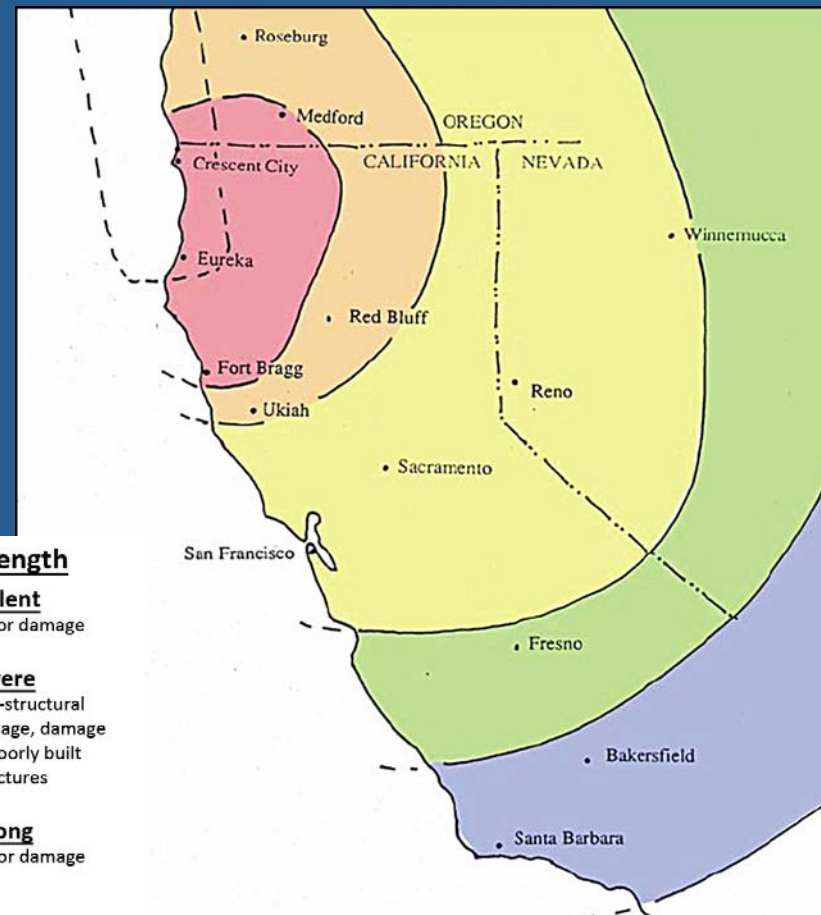 Roseburg
Medford
OREGON
Crescent City
CALIFORNIA
NEVADA
Winnemucca
Eureka
Red Bluff
Fort Bragg
Reno
Ukiah
Sacramento
San Francisco
Fresno
Bakersfield
Santa Barbara
ength
lent
or damage
ere
-structural
age, damage
oorly built
ctures
ong
or damage